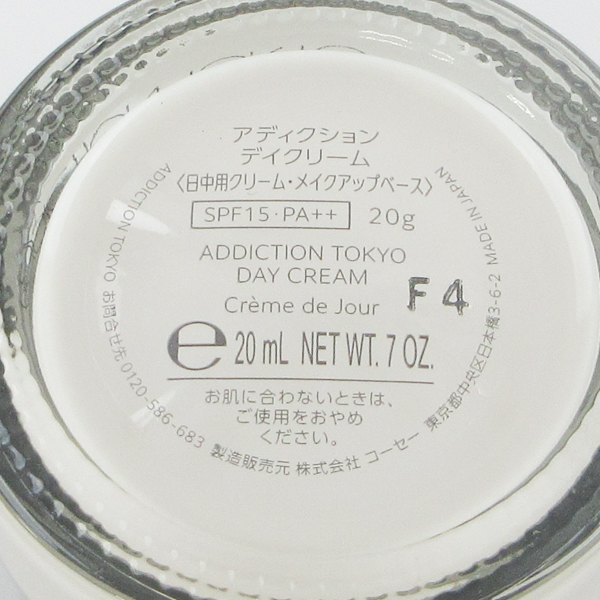 アディクション
デイクリーム
〈日中用クリーム・メイクアップベース〉
SPF15・PA++ 20g
ADDICTION TOKYO
DAY CREAM
Crème de Jour
F4
℮ 20 mL NET WT. 7 OZ.
お肌に合わないときは、
ご使用をおやめ
ください。
ADDICTION TOKYO お問合せ先 0120-586-683 製造販売元 株式会社 コーセー 東京都中央区日本橋3-6-2 MADE IN JAPAN